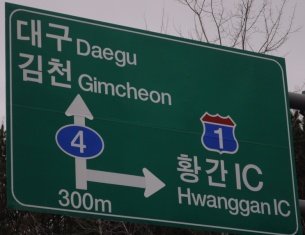 대구 Daegu
김천 Gimcheon
4
1
황간 IC
Hwanggan IC
300m